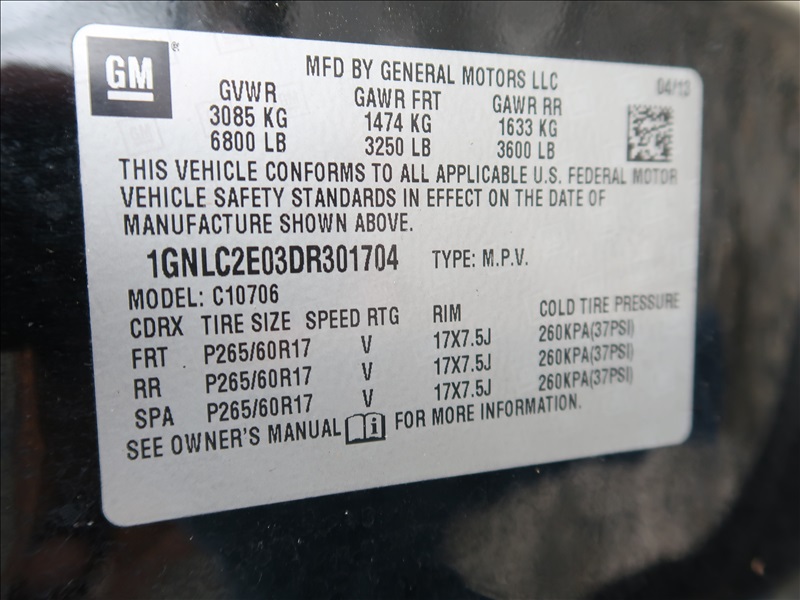 GM ®
MFD BY GENERAL MOTORS LLC 04/13
GVWR GAWR FRT GAWR RR
3085 KG 1474 KG 1633 KG
6800 LB 3250 LB 3600 LB
THIS VEHICLE CONFORMS TO ALL APPLICABLE U.S. FEDERAL MOTOR
VEHICLE SAFETY STANDARDS IN EFFECT ON THE DATE OF
MANUFACTURE SHOWN ABOVE.
1GNLC2E03DR301704 TYPE: M.P.V.
MODEL: C10706
CDRX TIRE SIZE SPEED RTG RIM COLD TIRE PRESSURE
FRT P265/60R17 V 17X7.5J 260KPA(37PSI)
RR P265/60R17 V 17X7.5J 260KPA(37PSI)
SPA P265/60R17 V 17X7.5J 260KPA(37PSI)
SEE OWNER'S MANUAL i FOR MORE INFORMATION.